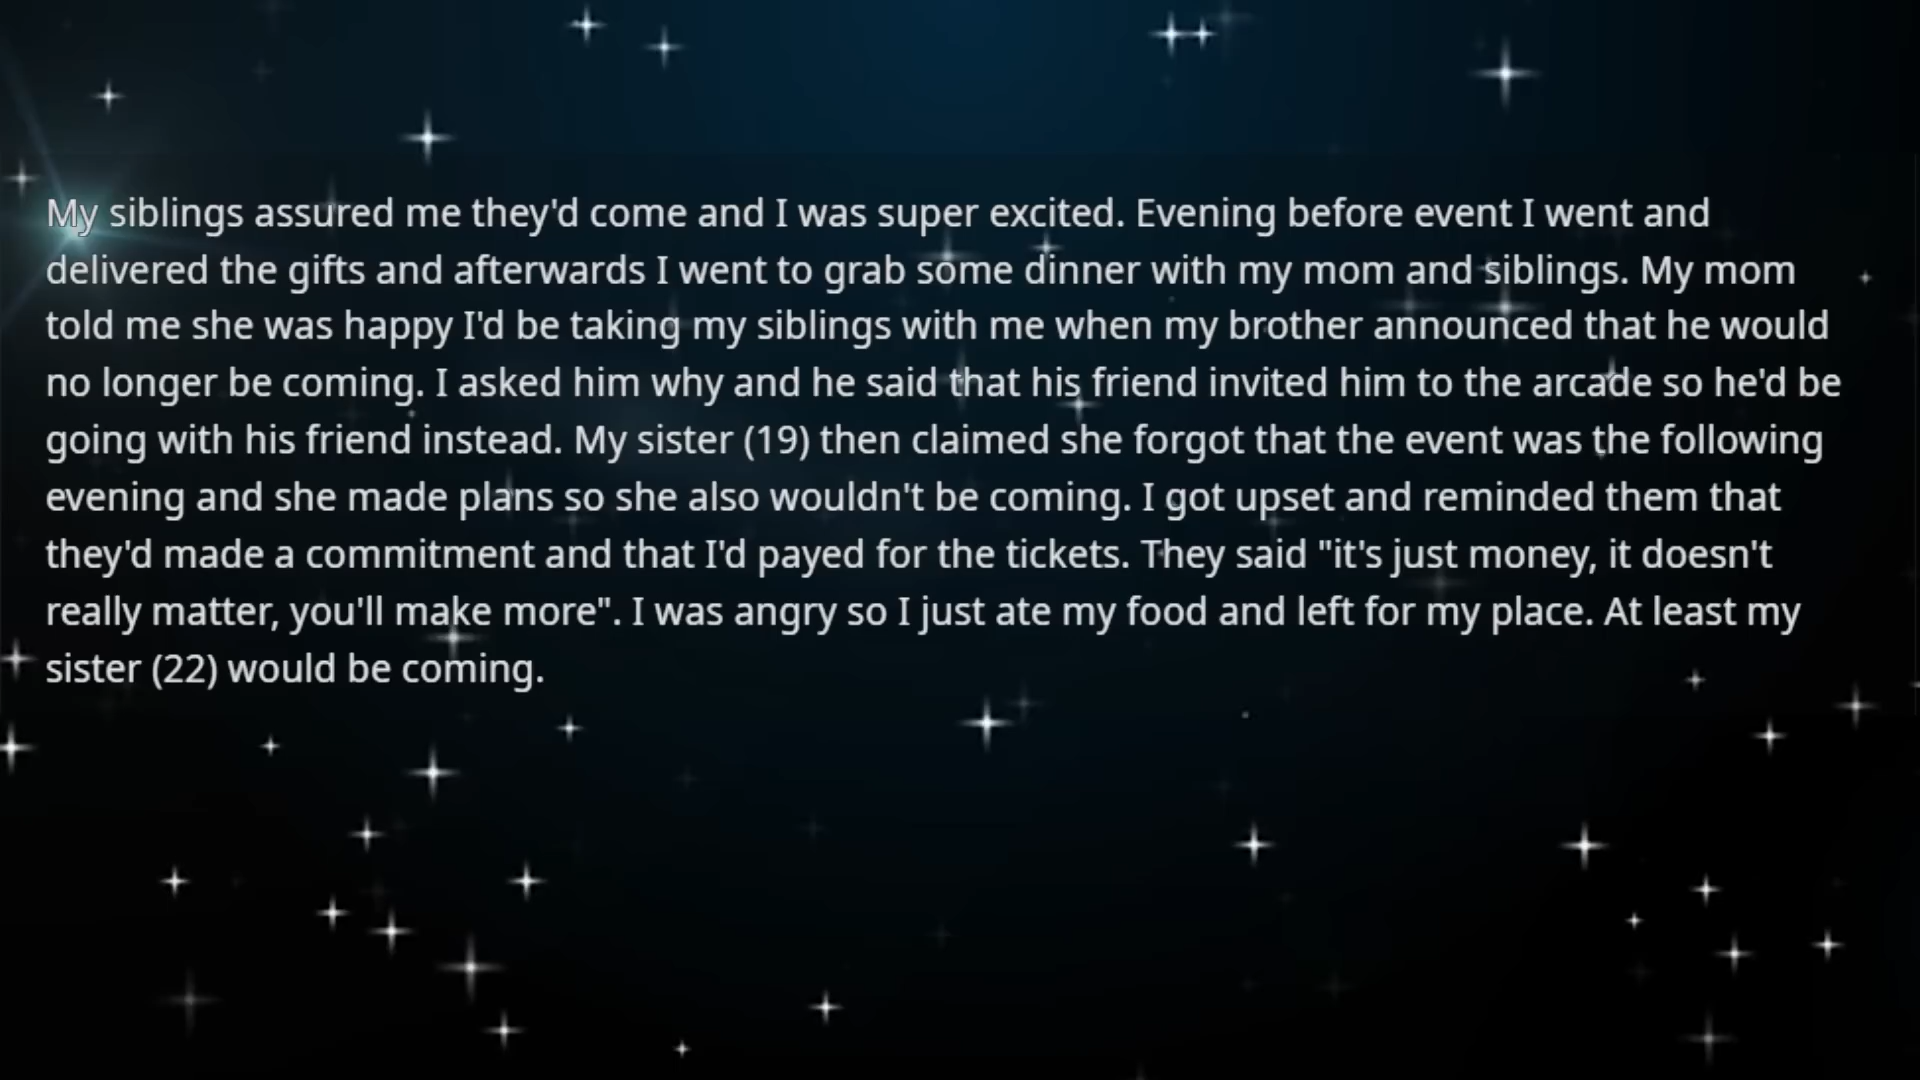 My siblings assured me they'd come and I was super excited. Evening before event I went and
delivered the gifts and afterwards I went to grab some dinner with my mom and siblings. My mom
told me she was happy I'd be taking my siblings with me when my brother announced that he would
no longer be coming. I asked him why and he said that his friend invited him to the arcade so he'd be
going with his friend instead. My sister (19) then claimed she forgot that the event was the following
evening and she made plans so she also wouldn't be coming. I got upset and reminded them that
they'd made a commitment and that I'd payed for the tickets. They said "it's just money, it doesn't
really matter, you'll make more". I was angry so I just ate my food and left for my place. At least my
sister (22) would be coming.